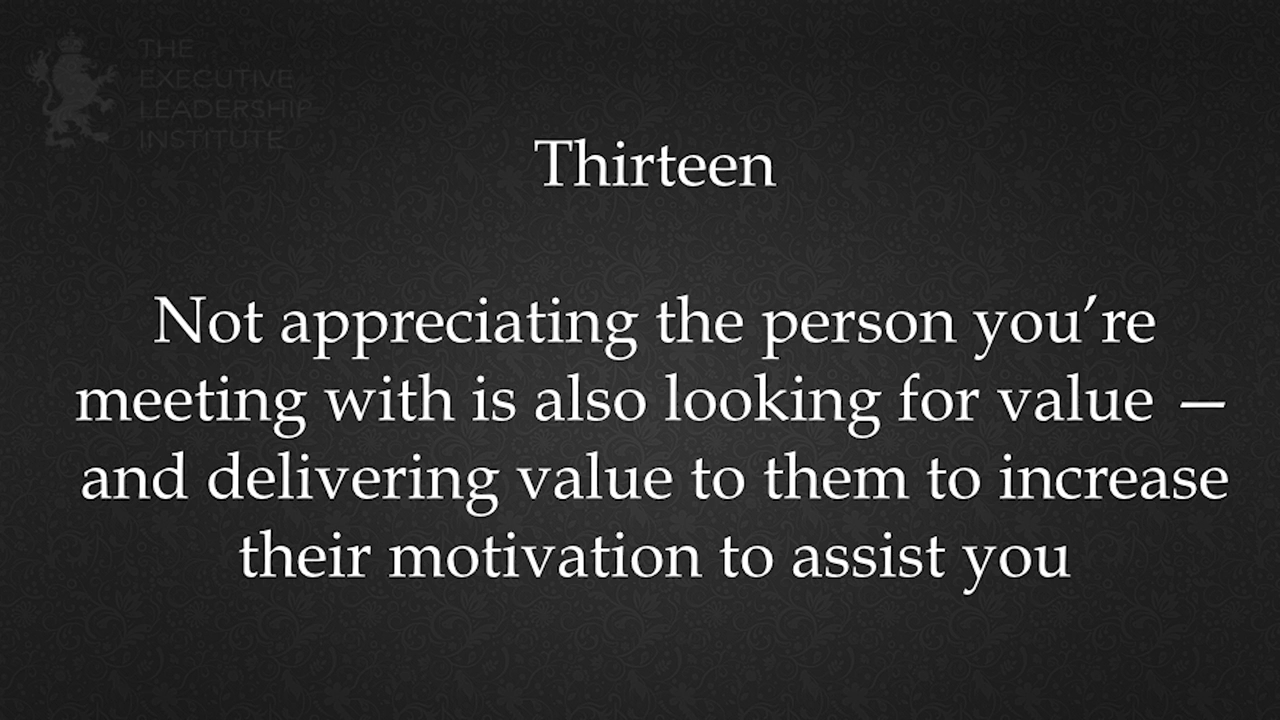 THE
EXECUTIVE
LEADERSHIP
INSTITUTE
Thirteen
Not appreciating the person you’re
meeting with is also looking for value —
and delivering value to them to increase
their motivation to assist you